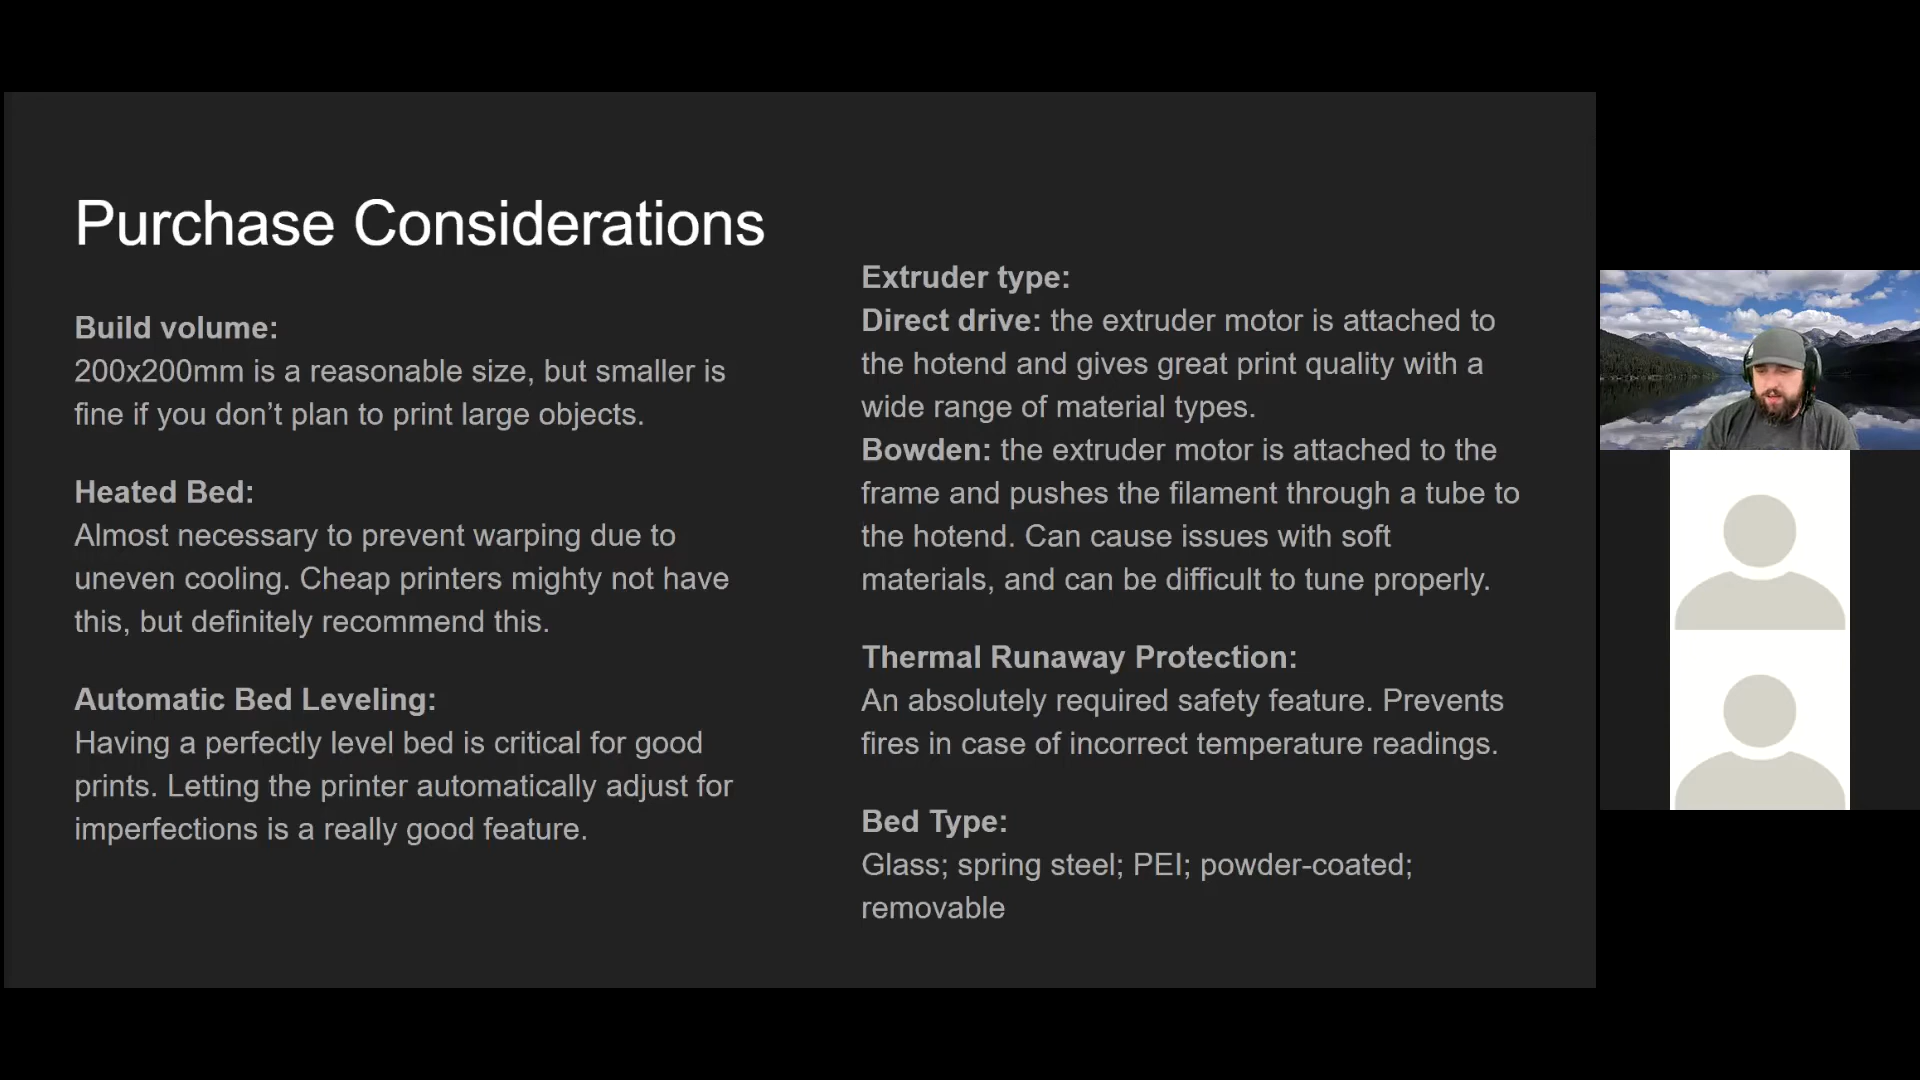 Purchase Considerations
Build volume:
200x200mm is a reasonable size, but smaller is
fine if you don’t plan to print large objects.
Heated Bed:
Almost necessary to prevent warping due to
uneven cooling. Cheap printers mighty not have
this, but definitely recommend this.
Automatic Bed Leveling:
Having a perfectly level bed is critical for good
prints. Letting the printer automatically adjust for
imperfections is a really good feature.
Extruder type:
Direct drive: the extruder motor is attached to
the hotend and gives great print quality with a
wide range of material types.
Bowden: the extruder motor is attached to the
frame and pushes the filament through a tube to
the hotend. Can cause issues with soft
materials, and can be difficult to tune properly.
Thermal Runaway Protection:
An absolutely required safety feature. Prevents
fires in case of incorrect temperature readings.
Bed Type:
Glass; spring steel; PEI; powder-coated;
removable